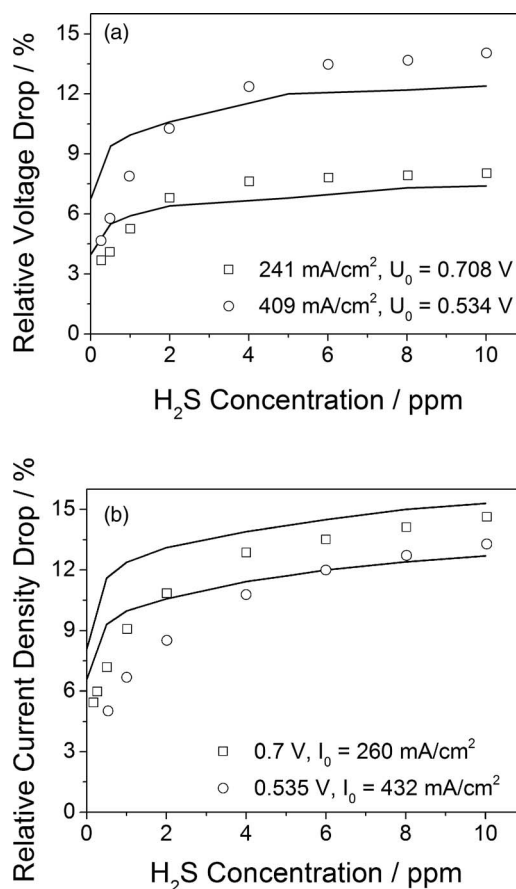 (a)
Relative Voltage Drop / %
15
12
9
6
3
0
□ 241 mA/cm², U₀ = 0.708 V
○ 409 mA/cm², U₀ = 0.534 V
0 2 4 6 8 10
H₂S Concentration / ppm
(b)
Relative Current Density Drop / %
15
12
9
6
3
0
□ 0.7 V, I₀ = 260 mA/cm²
○ 0.535 V, I₀ = 432 mA/cm²
0 2 4 6 8 10
H₂S Concentration / ppm